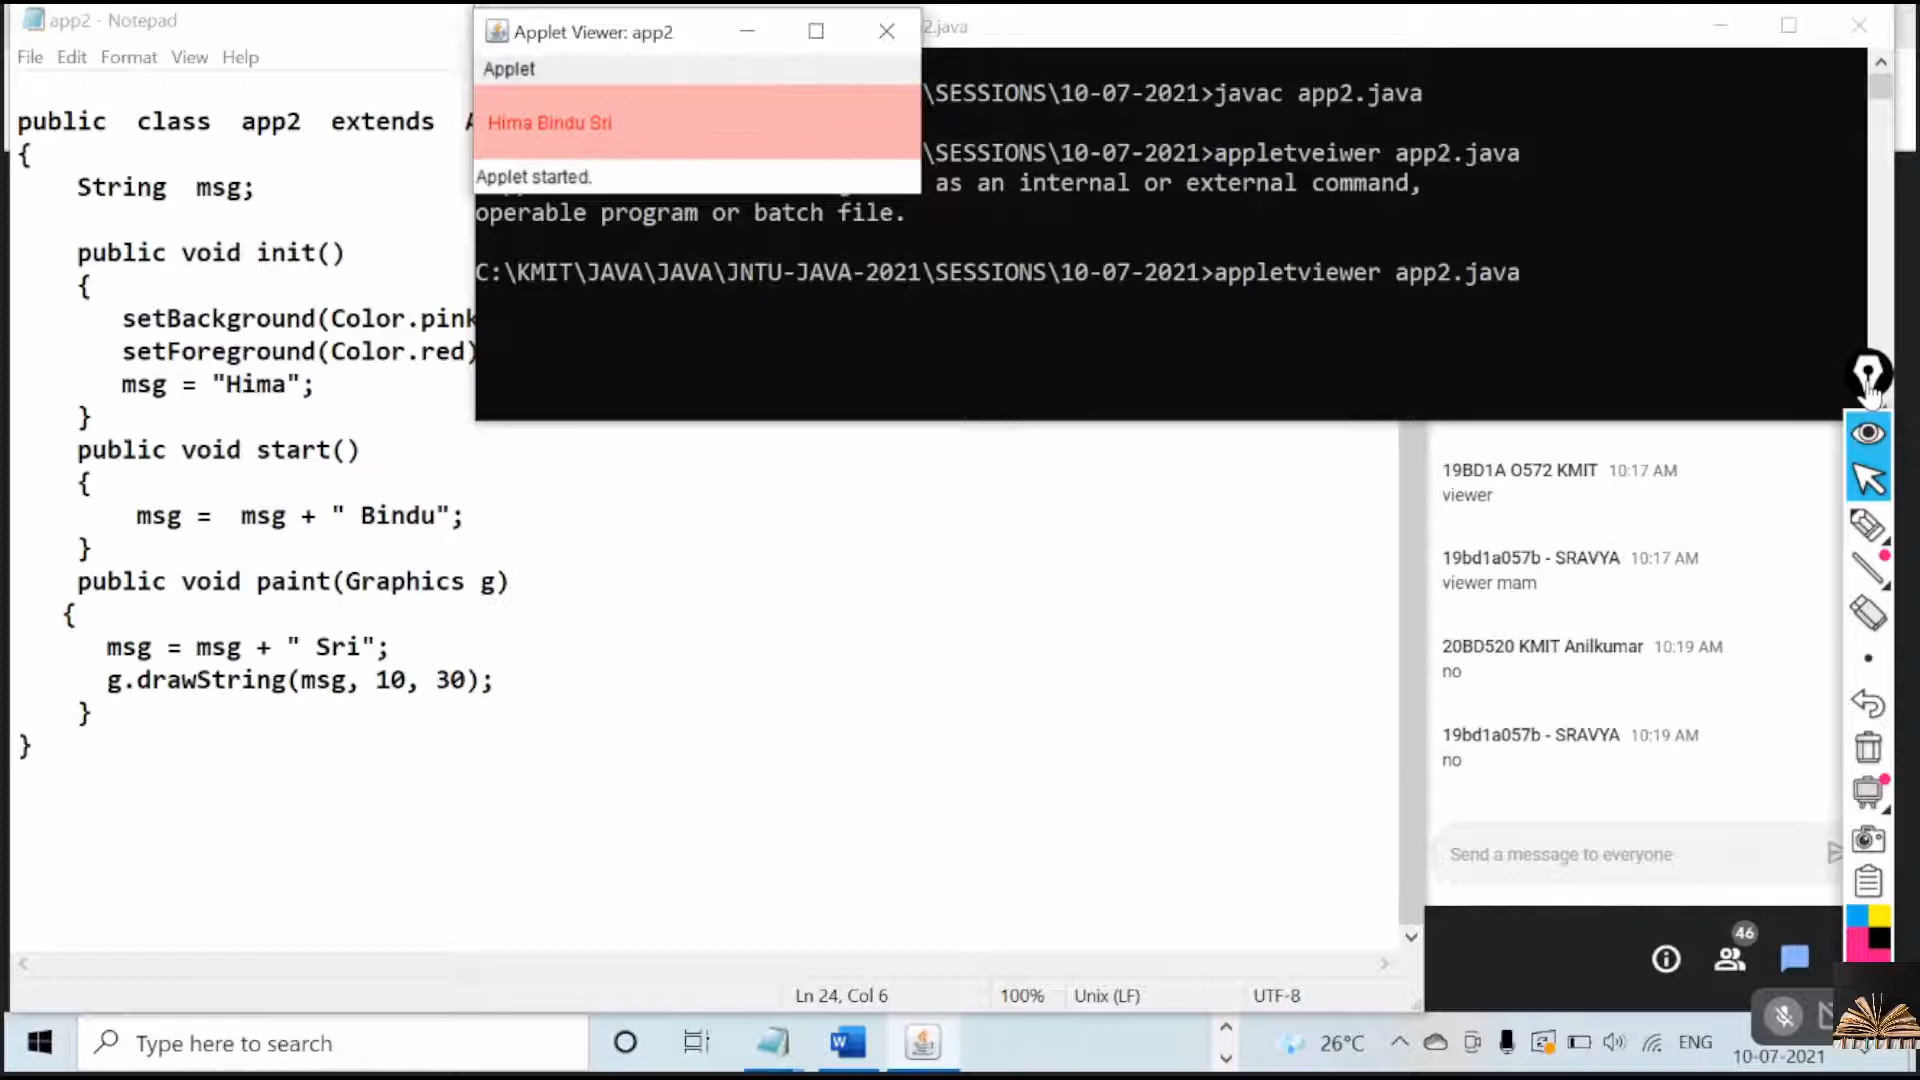 app2 - Notepad
File Edit Format View Help
public class app2 extends
{
String msg;
public void init()
{
setBackground(Color.pink
setForeground(Color.red)
msg = "Hima";
}
public void start()
{
msg = msg + " Bindu";
}
public void paint(Graphics g)
{
msg = msg + " Sri";
g.drawString(msg, 10, 30);
}
}
Applet Viewer: app2
Applet
Hima Bindu Sri
Applet started.
2.java
\SESSIONS\10-07-2021>javac app2.java
\SESSIONS\10-07-2021>appletveiwer app2.java
as an internal or external command,
operable program or batch file.
C:\KMIT\JAVA\JAVA\JNTU-JAVA-2021\SESSIONS\10-07-2021>appletviewer app2.java
19BD1A O572 KMIT 10:17 AM
viewer
19bd1a057b - SRAVYA 10:17 AM
viewer mam
20BD520 KMIT Anilkumar 10:19 AM
no
19bd1a057b - SRAVYA 10:19 AM
no
Send a message to everyone
46
Ln 24, Col 6 100% Unix (LF) UTF-8
Type here to search
26°C ENG
10-07-2021